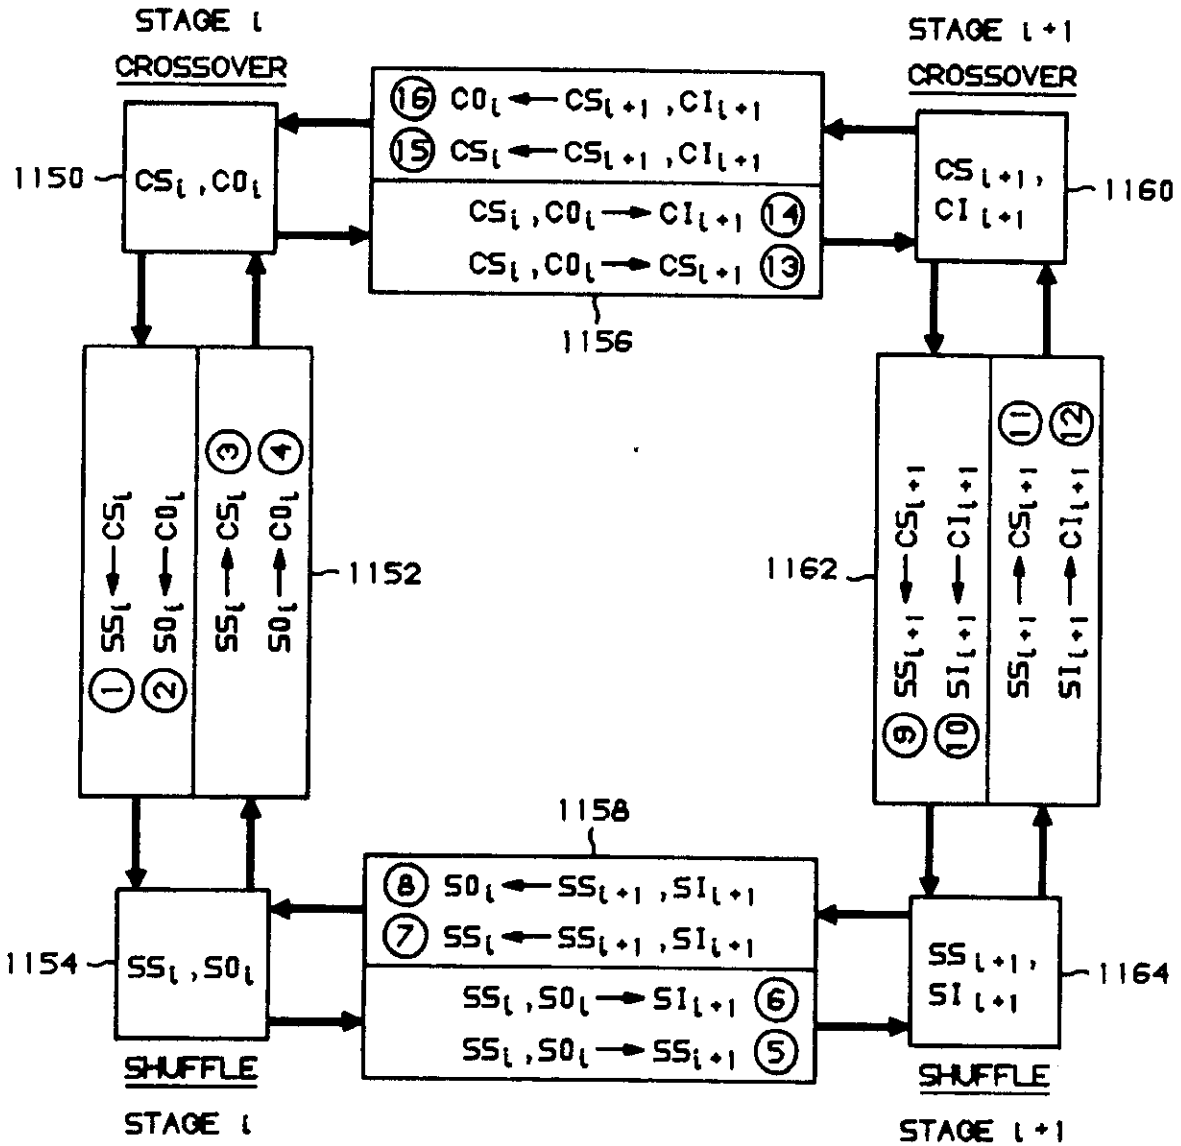 STAGE i
CROSSOVER
STAGE i+1
CROSSOVER
1150
CSi, COi
16 COi ← CSi+1, CIi+1
15 CSi ← CSi+1, CIi+1
CSi, COi → CIi+1 14
CSi, COi → CSi+1 13
1156
CSi+1,
CIi+1
1160
1 SSi ← CSi
2 SOi ← COi
SSi → CSi 3
SOi → COi 4
1152
1162
9 SSi+1 ← CSi+1
10 SIi+1 ← CIi+1
SSi+1 → CSi+1 11
SIi+1 → CIi+1 12
1158
8 SOi ← SSi+1, SIi+1
7 SSi ← SSi+1, SIi+1
SSi, SOi → SIi+1 6
SSi, SOi → SSi+1 5
1154
SSi, SOi
SSi+1,
SIi+1
1164
SHUFFLE
STAGE i
SHUFFLE
STAGE i+1